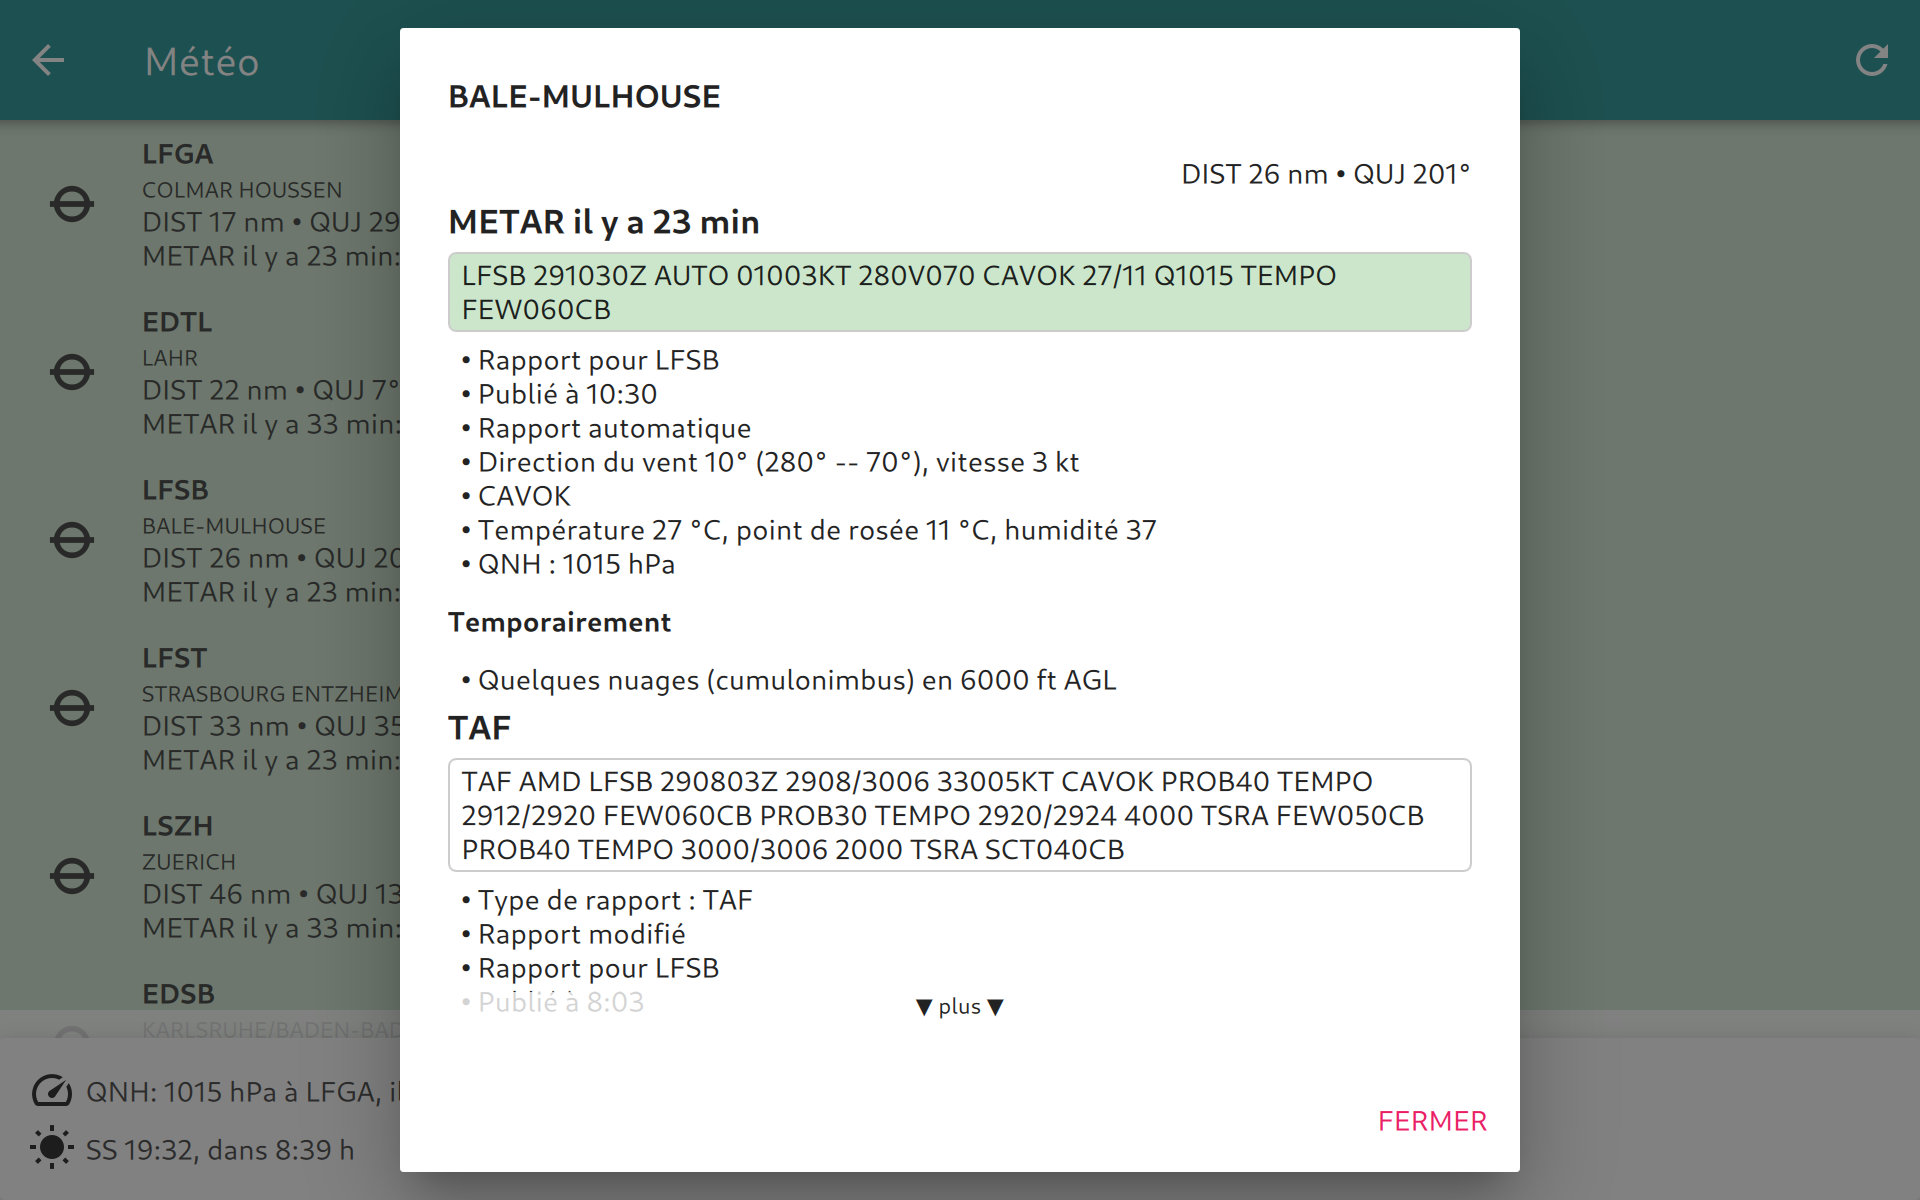 Météo
LFGA
COLMAR HOUSSEN
DIST 17 nm • QUJ 29
METAR il y a 23 min:
EDTL
LAHR
DIST 22 nm • QUJ 7°
METAR il y a 33 min:
LFSB
BALE-MULHOUSE
DIST 26 nm • QUJ 20
METAR il y a 23 min:
LFST
STRASBOURG ENTZHEIM
DIST 33 nm • QUJ 35
METAR il y a 23 min:
LSZH
ZUERICH
DIST 46 nm • QUJ 13
METAR il y a 33 min:
EDSB
KARLSRUHE/BADEN-BAD
QNH: 1015 hPa à LFGA, il
SS 19:32, dans 8:39 h
BALE-MULHOUSE
DIST 26 nm • QUJ 201°
METAR il y a 23 min
LFSB 291030Z AUTO 01003KT 280V070 CAVOK 27/11 Q1015 TEMPO
FEW060CB
• Rapport pour LFSB
• Publié à 10:30
• Rapport automatique
• Direction du vent 10° (280° -- 70°), vitesse 3 kt
• CAVOK
• Température 27 °C, point de rosée 11 °C, humidité 37
• QNH : 1015 hPa
Temporairement
• Quelques nuages (cumulonimbus) en 6000 ft AGL
TAF
TAF AMD LFSB 290803Z 2908/3006 33005KT CAVOK PROB40 TEMPO
2912/2920 FEW060CB PROB30 TEMPO 2920/2924 4000 TSRA FEW050CB
PROB40 TEMPO 3000/3006 2000 TSRA SCT040CB
• Type de rapport : TAF
• Rapport modifié
• Rapport pour LFSB
• Publié à 8:03
▼ plus ▼
FERMER